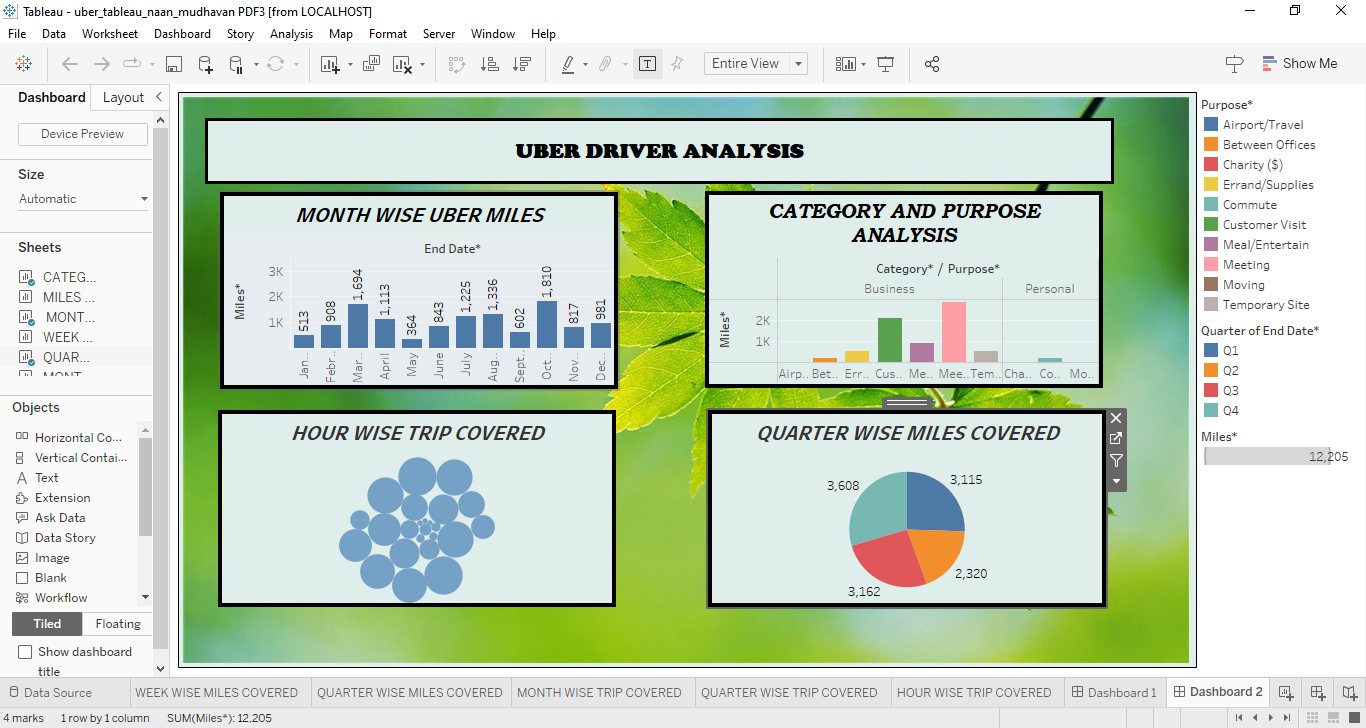 Tableau - uber_tableau_naan_mudhavan PDF3 [from LOCALHOST]
File Data Worksheet Dashboard Story Analysis Map Format Server Window Help
Entire View
Show Me
Dashboard Layout
Device Preview
Size
Automatic
Sheets
CATEG...
MILES ...
MONT...
WEEK ...
QUAR...
MONT
Objects
Horizontal Co...
Vertical Contai...
Text
Extension
Ask Data
Data Story
Image
Blank
Workflow
Tiled Floating
Show dashboard
title
UBER DRIVER ANALYSIS
MONTH WISE UBER MILES
End Date*
Miles*
3K
2K
1K
513 908 1,694 1,113 364 843 1,225 1,336 602 1,810 817 981
Jan.. Febr.. Mar.. April May June July Aug.. Sept.. Oct.. Nov.. Dec..
CATEGORY AND PURPOSE
ANALYSIS
Category* / Purpose*
Business Personal
Miles*
2K
1K
Airp.. Bet.. Err.. Cus.. Me.. Mee.. Tem.. Cha.. Co.. Mo..
HOUR WISE TRIP COVERED
QUARTER WISE MILES COVERED
3,608 3,115
2,320
3,162
Purpose*
Airport/Travel
Between Offices
Charity ($)
Errand/Supplies
Commute
Customer Visit
Meal/Entertain
Meeting
Moving
Temporary Site
Quarter of End Date*
Q1
Q2
Q3
Q4
Miles*
12,205
Data Source WEEK WISE MILES COVERED QUARTER WISE MILES COVERED MONTH WISE TRIP COVERED QUARTER WISE TRIP COVERED HOUR WISE TRIP COVERED Dashboard 1 Dashboard 2
4 marks 1 row by 1 column SUM(Miles*): 12,205